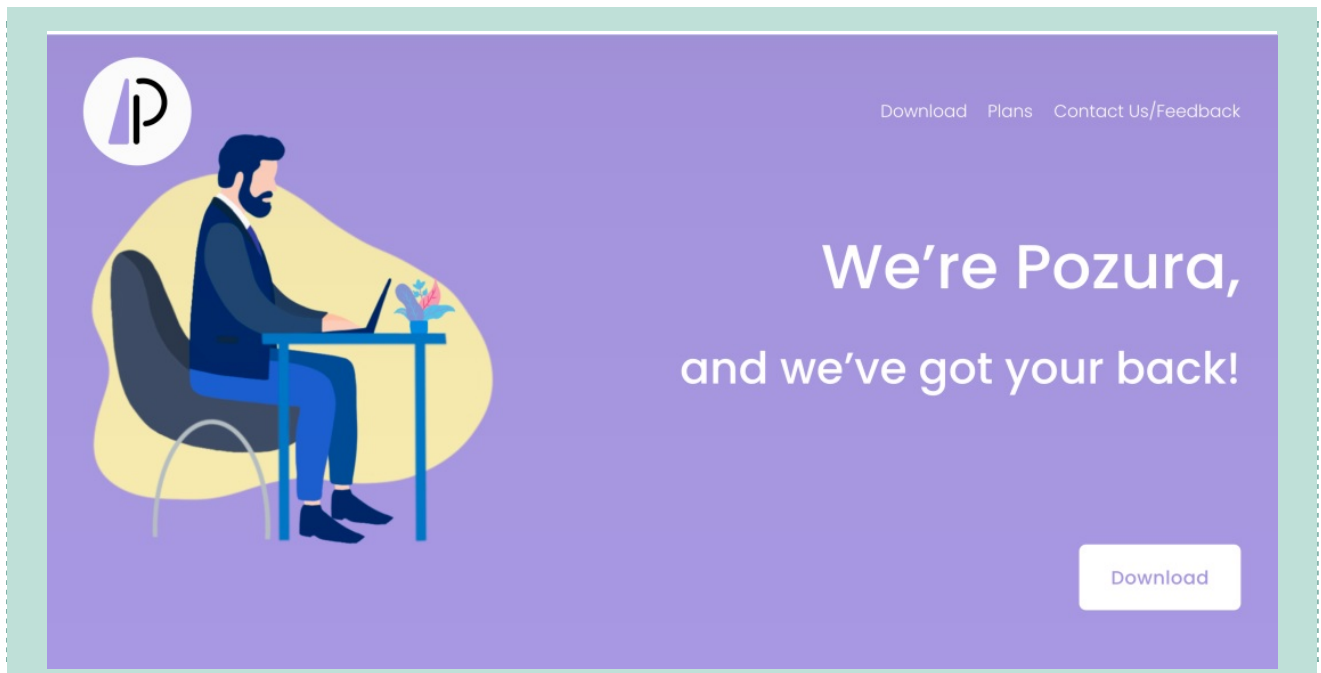 P
Download Plans Contact Us/Feedback
We’re Pozura,
and we’ve got your back!
Download